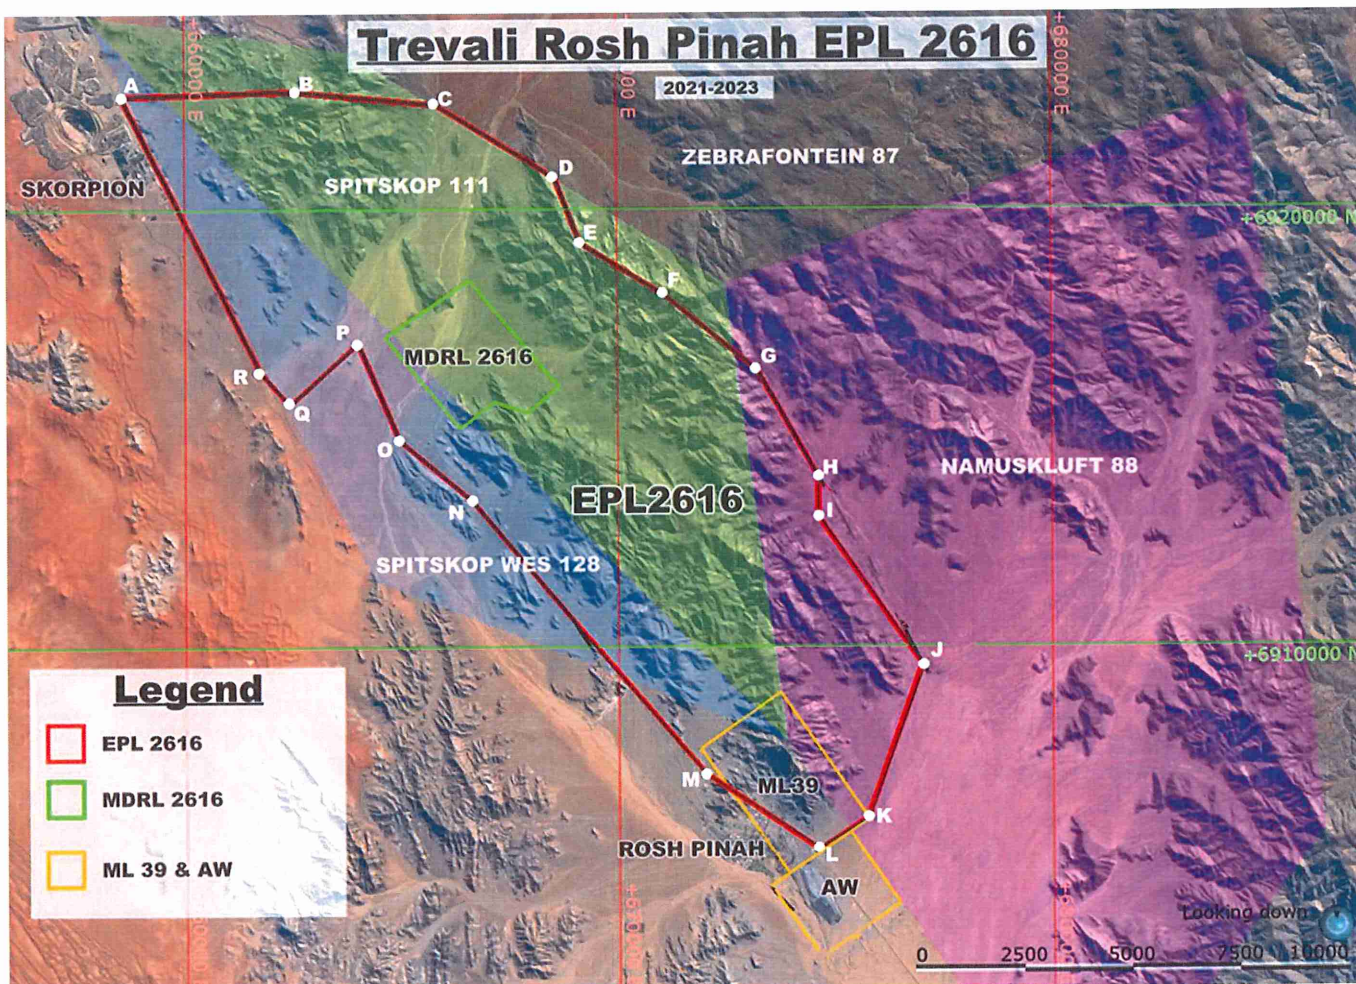 Trevali Rosh Pinah EPL 2616
2021-2023
+660000 E
+680000 E
A
B
C
D
E
F
G
H
I
J
K
L
M
N
O
P
Q
R
ZEBRAFONTEIN 87
SKORPION
SPITSKOP 111
+6920000 N
MDRL 2616
NAMUSKLUFT 88
EPL2616
SPITSKOP WES 128
+6910000 N
ML39
ROSH PINAH
AW
Legend
EPL 2616
MDRL 2616
ML 39 & AW
Looking down
0 2500 5000 7500 10000